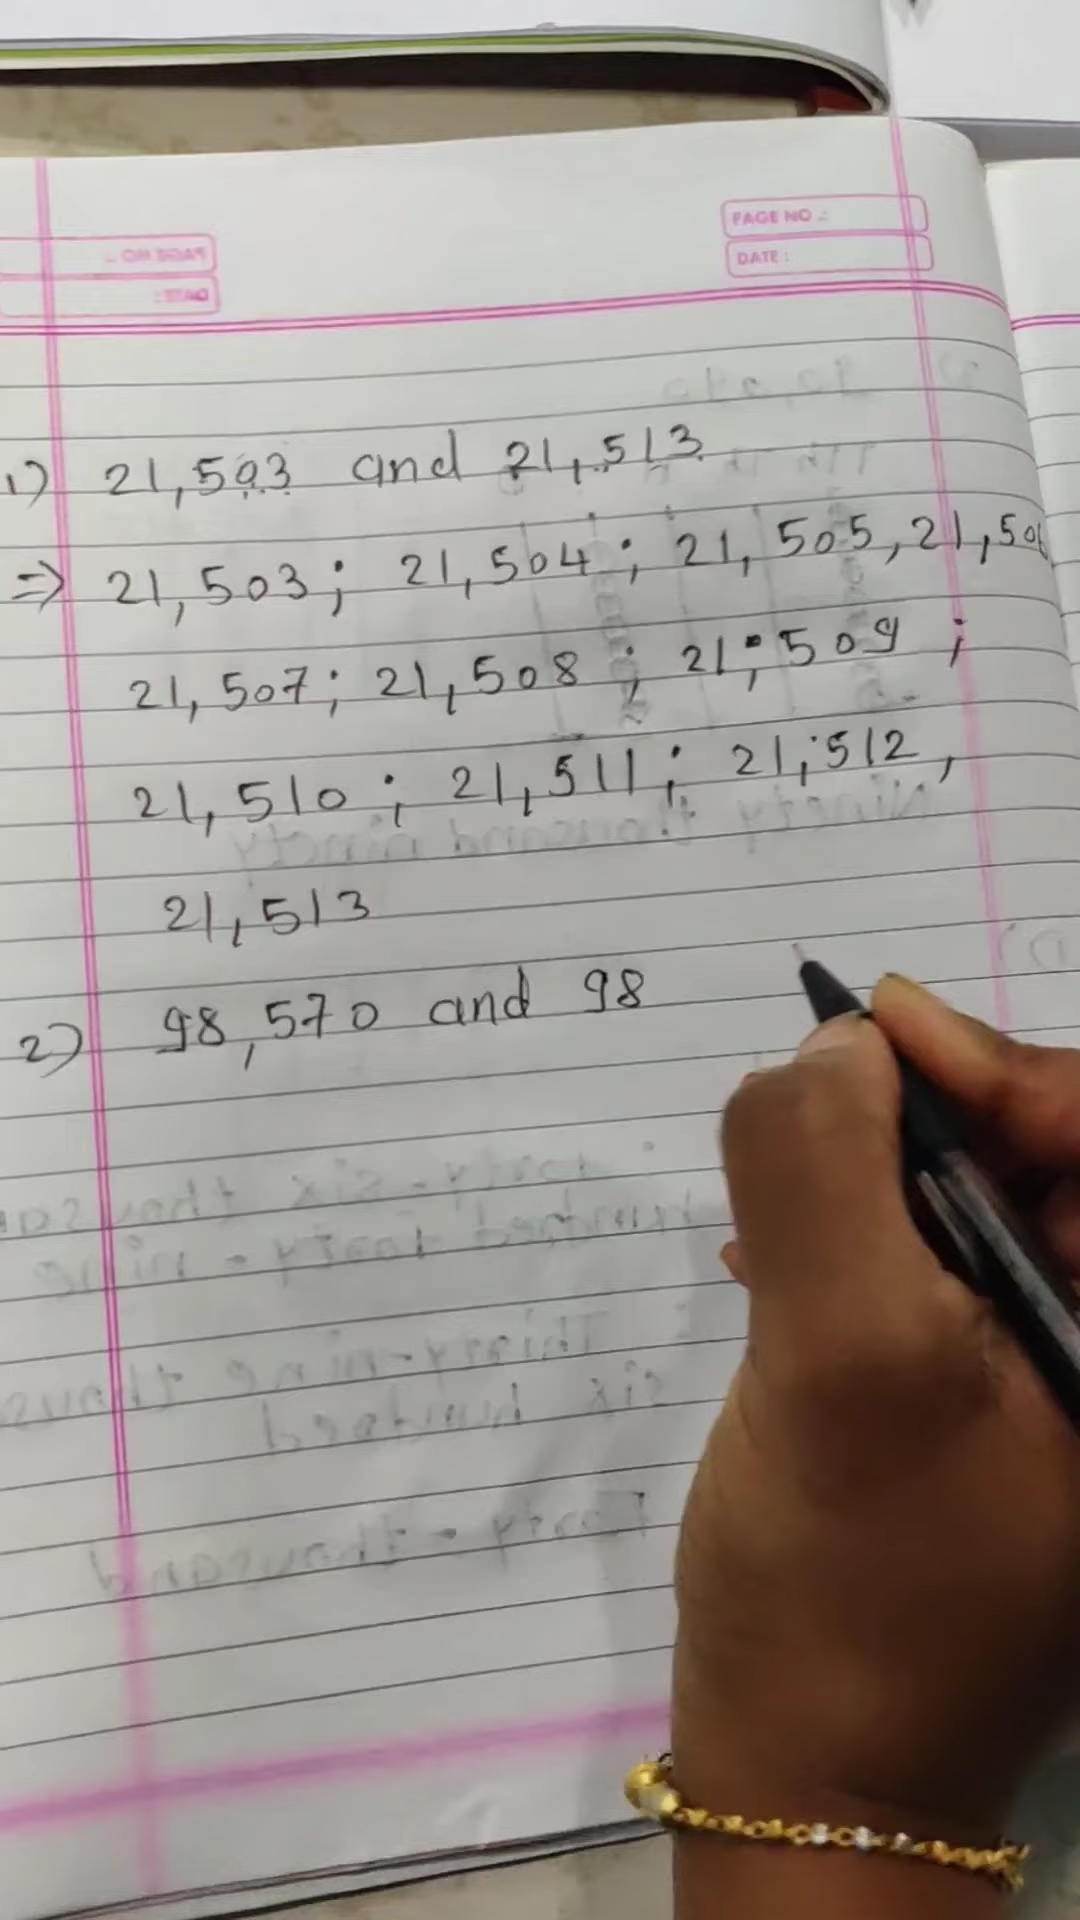 PAGE NO.:
DATE:
1) 21,503 and 21,513
=> 21,503; 21,504; 21,505, 21,506
21,507; 21,508; 21;509;
21,510; 21,511; 21,512,
21,513
2) 98,570 and 98